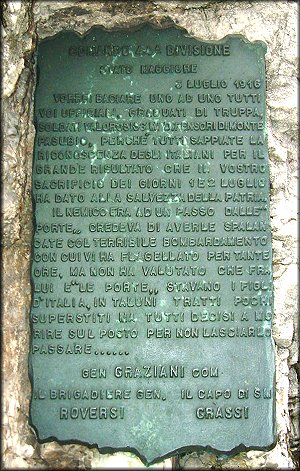 COMANDO 44A DIVISIONE
STATO MAGGIORE
3 LUGLIO 1916
VORREI BACIARE UNO AD UNO TUTTI
VOI UFFICIALI, GRADUATI DI TRUPPA,
SOLDATI VALOROSISSIMI DIFENSORI DI MONTE
PASUBIO, PERCHÉ TUTTI SAPPIATE LA
RICONOSCENZA DEGLI ITALIANI PER IL
GRANDE RISULTATO CHE IL VOSTRO
SACRIFICIO DEI GIORNI 1 E 2 LUGLIO
HA DATO ALLA SALVEZZA DELLA PATRIA.
IL NEMICO ERA AD UN PASSO DALLE "
PORTE,, CREDEVA DI AVERLE SPALAN
CATE COL TERRIBILE BOMBARDAMENTO
CON CUI VI HA FLAGELLATO PER TANTE
ORE, MA NON HA VALUTATO CHE FRA
LUI E "LE PORTE,, STAVANO I FIGLI
D'ITALIA, IN TALUNI TRATTI POCHI
SUPERSTITI MA TUTTI DECISI A MO
RIRE SUL POSTO PER NON LASCIARLO
PASSARE......
GEN GRAZIANI COM.
IL BRIGADIERE GEN. IL CAPO DI S.M
ROVERSI GRASSI